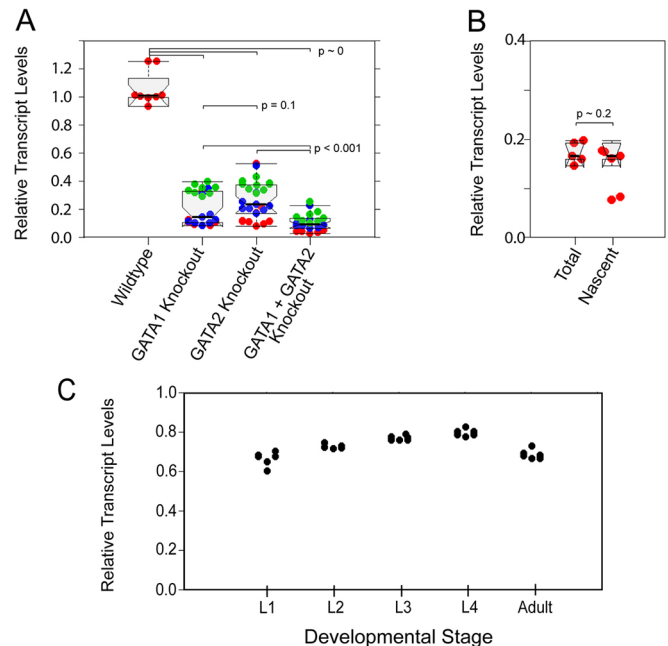 A
Relative Transcript Levels
1.2
1.0
0.8
0.6
0.4
0.2
0.0
p ~ 0
p = 0.1
p < 0.001
Wildtype
GATA1 Knockout
GATA2 Knockout
GATA1 + GATA2
Knockout
B
Relative Transcript Levels
0.4
0.2
0.0
p ~ 0.2
Total
Nascent
C
Relative Transcript Levels
1.0
0.8
0.6
0.4
0.2
0.0
L1 L2 L3 L4 Adult
Developmental Stage